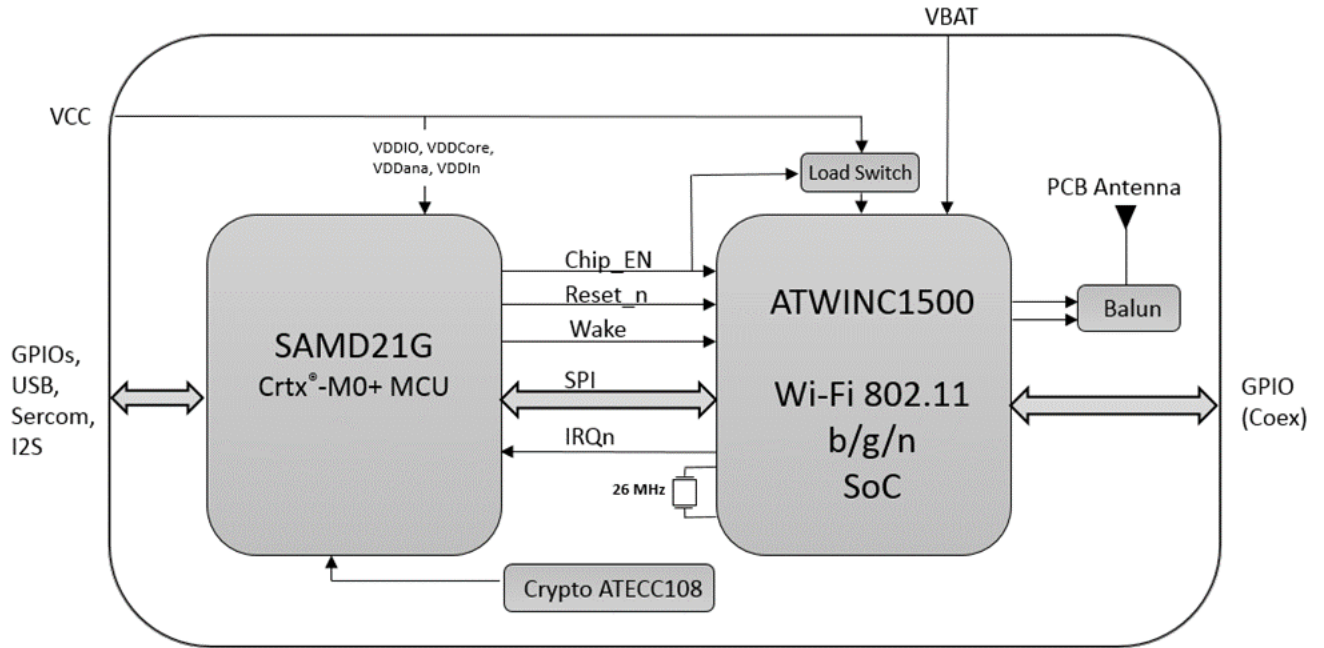 VBAT
VCC
VDDIO, VDDCore,
VDDana, VDDIn
Load Switch
PCB Antenna
Chip_EN
Reset_n
Wake
SPI
IRQn
26 MHz
SAMD21G
Crtx®-M0+ MCU
ATWINC1500
Wi-Fi 802.11
b/g/n
SoC
Balun
GPIOs,
USB,
Sercom,
I2S
GPIO
(Coex)
Crypto ATECC108